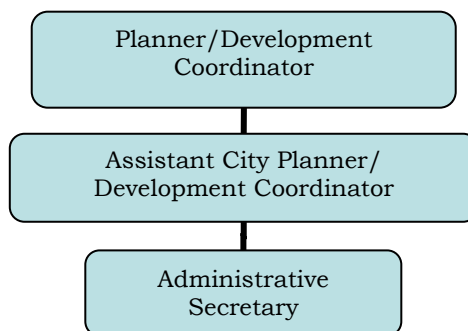 Planner/Development
Coordinator
Assistant City Planner/
Development Coordinator
Administrative
Secretary